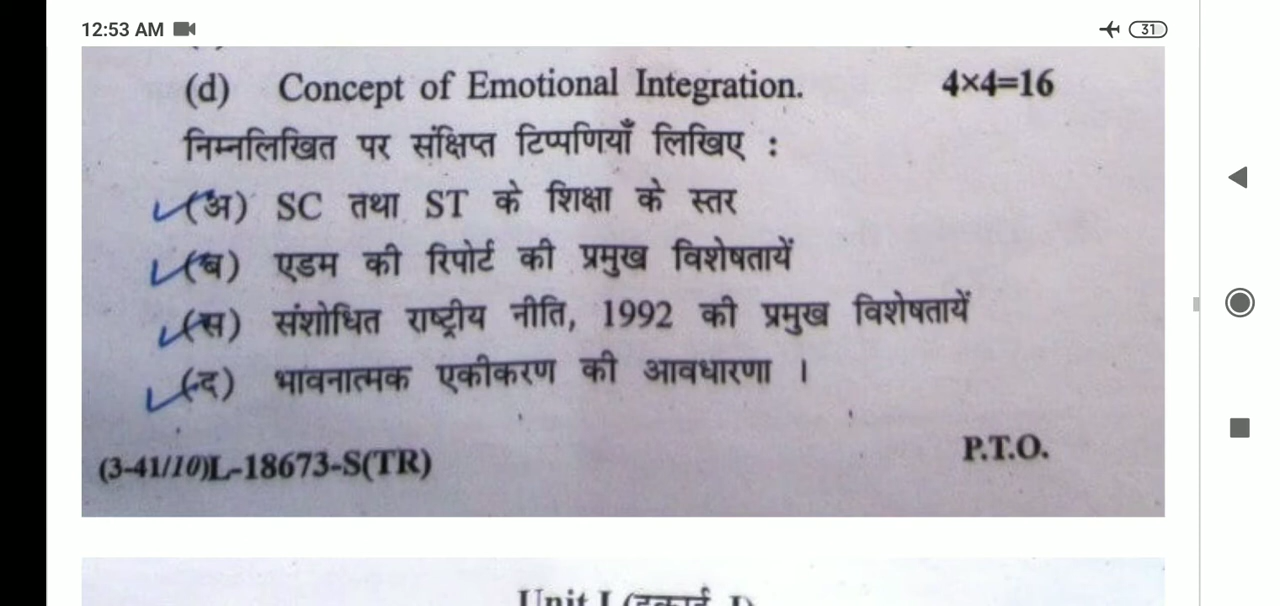 12:53 AM
31
(d) Concept of Emotional Integration. 4×4=16
निम्नलिखित पर संक्षिप्त टिप्पणियाँ लिखिए :
(अ) SC तथा ST के शिक्षा के स्तर
(ब) एडम की रिपोर्ट की प्रमुख विशेषतायें
(स) संशोधित राष्ट्रीय नीति, 1992 की प्रमुख विशेषतायें
(द) भावनात्मक एकीकरण की आवधारणा ।
(3-41/10)L-18673-S(TR) P.T.O.
Unit I (इकाई I)